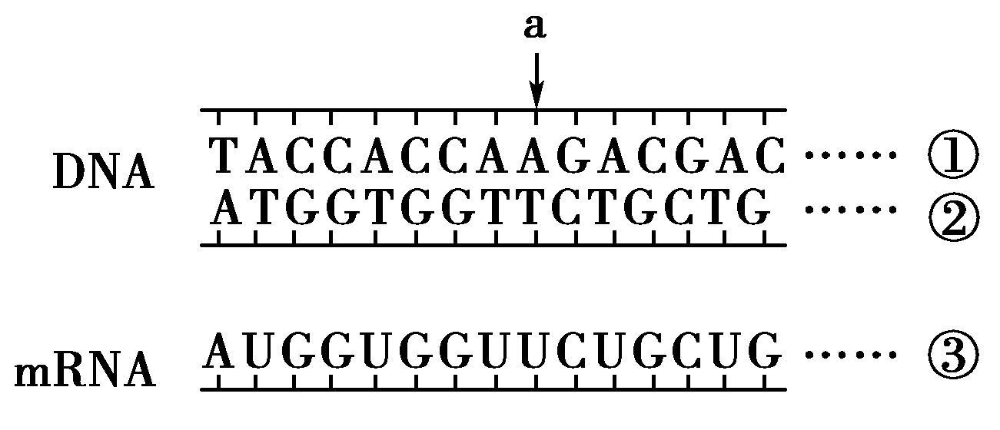 a
DNA
TACCACCAAGACGAC …… ①
ATGGTGGTTCTGCTG …… ②
mRNA
AUGGUGGUUCUGCUG …… ③